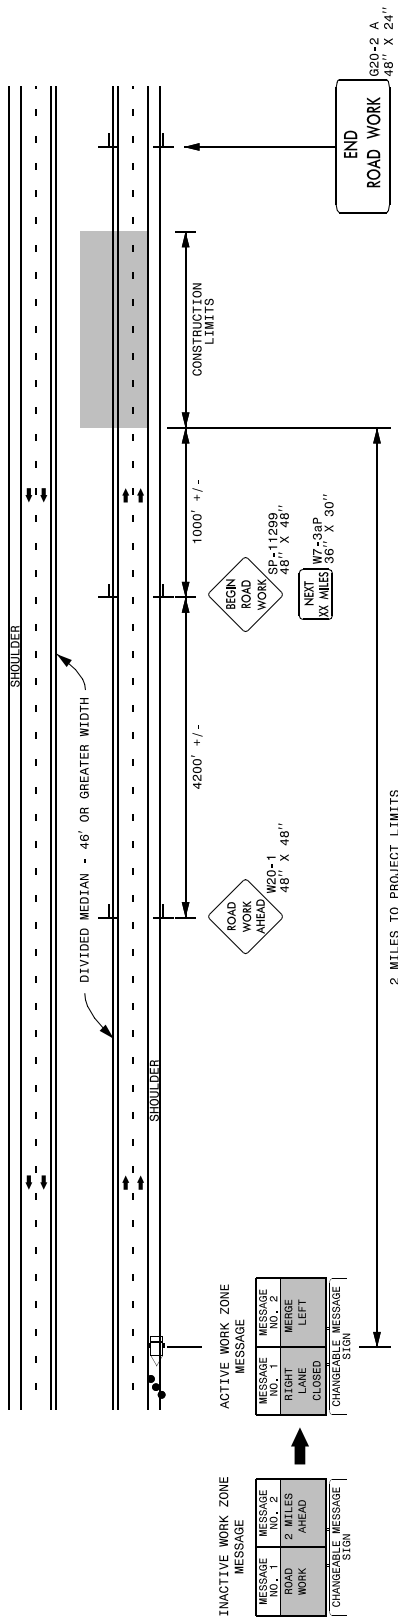 SHOULDER
DIVIDED MEDIAN - 46' OR GREATER WIDTH
SHOULDER
INACTIVE WORK ZONE
MESSAGE
MESSAGE
NO. 1
MESSAGE
NO. 2
ROAD
WORK
2 MILES
AHEAD
CHANGEABLE MESSAGE
SIGN
ACTIVE WORK ZONE
MESSAGE
MESSAGE
NO. 1
MESSAGE
NO. 2
RIGHT
LANE
CLOSED
MERGE
LEFT
CHANGEABLE MESSAGE
SIGN
4200' +/-
1000' +/-
CONSTRUCTION
LIMITS
ROAD
WORK
AHEAD
W20-1
48'' X 48''
BEGIN
ROAD
WORK
SP-11299
48'' X 48''
NEXT
XX MILES
W7-3aP
36'' X 30''
END
ROAD WORK
G20-2 A
48'' X 24''
2 MILES TO PROJECT LIMITS